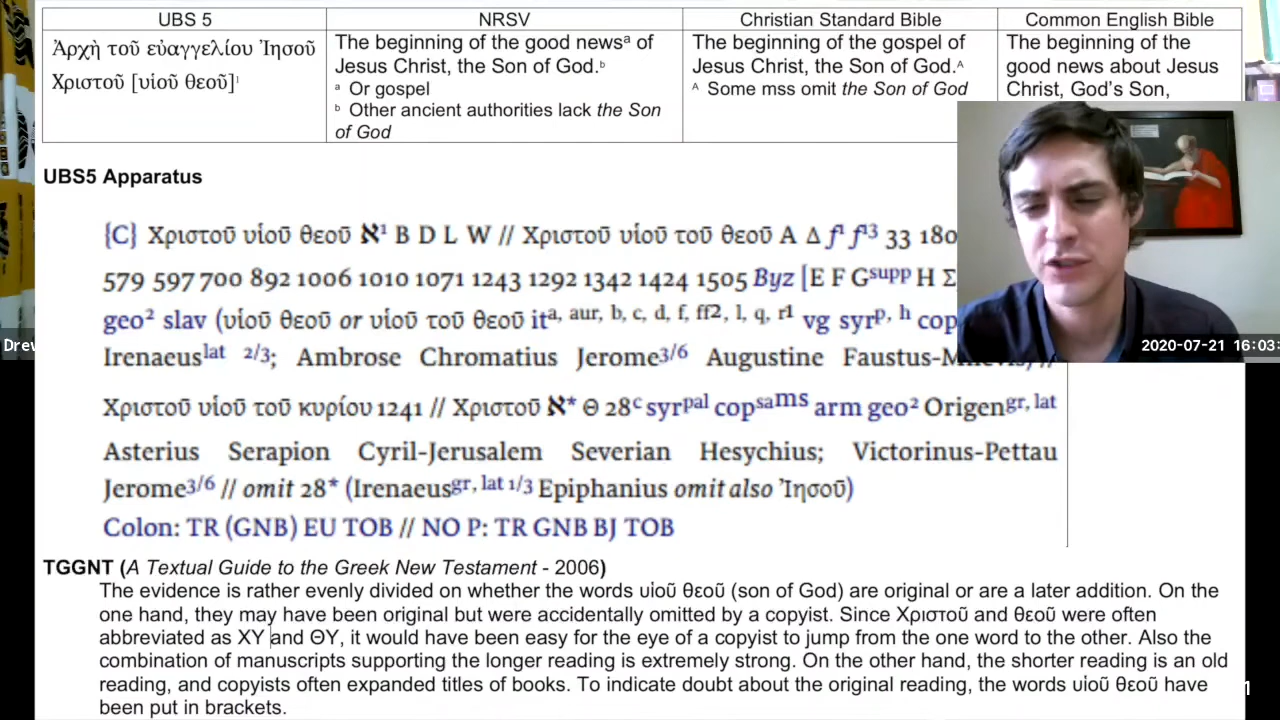 UBS 5
NRSV
Christian Standard Bible
Common English Bible
Ἀρχὴ τοῦ εὐαγγελίου Ἰησοῦ
Χριστοῦ [υἱοῦ θεοῦ]¹
The beginning of the good newsᵃ of
Jesus Christ, the Son of God.ᵇ
ᵃ Or gospel
ᵇ Other ancient authorities lack the Son
of God
The beginning of the gospel of
Jesus Christ, the Son of God.ᴬ
ᴬ Some mss omit the Son of God
The beginning of the
good news about Jesus
Christ, God's Son,
UBS5 Apparatus
{C} Χριστοῦ υἱοῦ θεοῦ ℵ¹ B D L W // Χριστοῦ υἱοῦ τοῦ θεοῦ A Δ f¹ f¹³ 33 180
579 597 700 892 1006 1010 1071 1243 1292 1342 1424 1505 Byz [E F Gsupp H Σ
geo² slav (υἱοῦ θεοῦ or υἱοῦ τοῦ θεοῦ ita, aur, b, c, d, f, ff2, l, q, r1 vg syrp, h cop
Irenaeuslat 2/3; Ambrose Chromatius Jerome3/6 Augustine
Χριστοῦ υἱοῦ τοῦ κυρίου 1241 // Χριστοῦ ℵ* Θ 28c syrpal copsams arm geo² Origengr, lat
Asterius Serapion Cyril-Jerusalem Severian Hesychius; Victorinus-Pettau
Jerome3/6 // omit 28* (Irenaeusgr, lat 1/3 Epiphanius omit also Ἰησοῦ)
Colon: TR (GNB) EU TOB // NO P: TR GNB BJ TOB
TGGNT (A Textual Guide to the Greek New Testament - 2006)
The evidence is rather evenly divided on whether the words υἱοῦ θεοῦ (son of God) are original or are a later addition. On the
one hand, they may have been original but were accidentally omitted by a copyist. Since Χριστοῦ and θεοῦ were often
abbreviated as ΧΥ and ΘΥ, it would have been easy for the eye of a copyist to jump from the one word to the other. Also the
combination of manuscripts supporting the longer reading is extremely strong. On the other hand, the shorter reading is an old
reading, and copyists often expanded titles of books. To indicate doubt about the original reading, the words υἱοῦ θεοῦ have
been put in brackets.
2020-07-21 16:03:
Drew
1